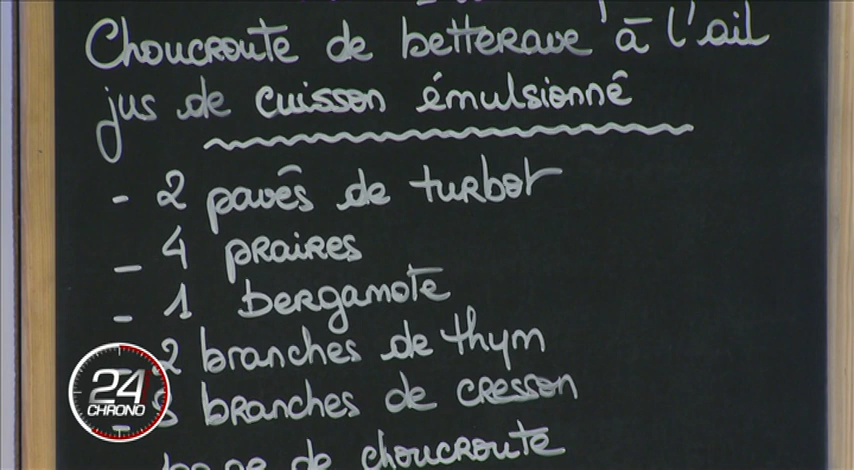 Choucroute de betterave à l'ail
jus de cuisson émulsionné
- 2 pavés de turbot
- 4 praires
- 1 bergamote
2 branches de thym
- 8 branches de cresson
de choucroute
24
CHRONO